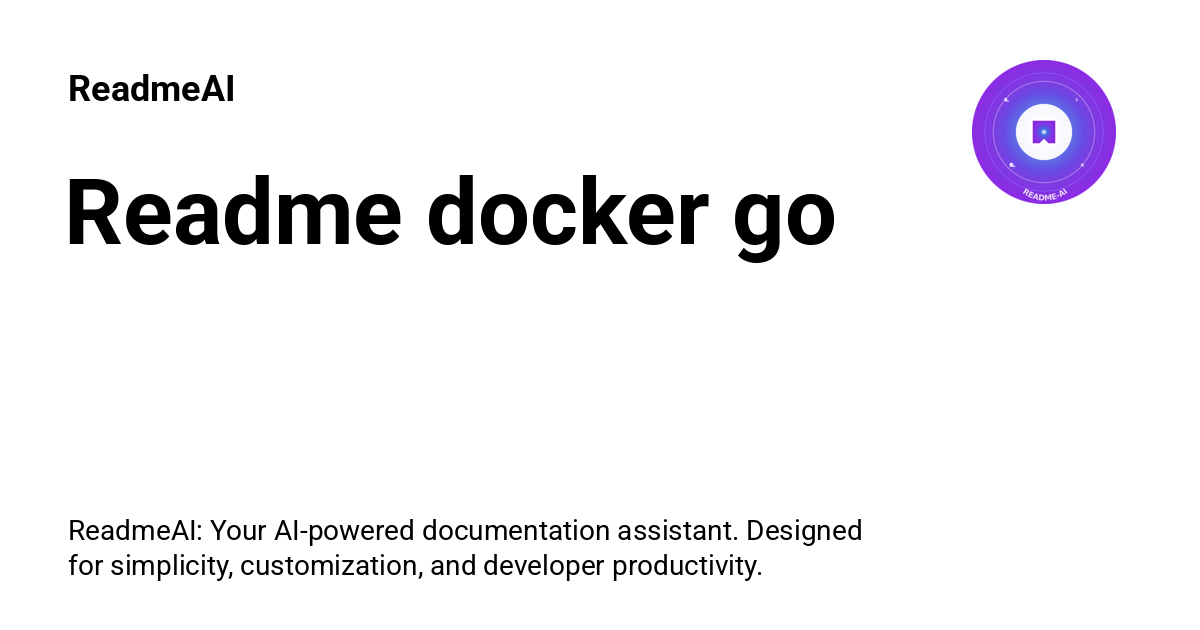 ReadmeAI
Readme docker go
README-AI
ReadmeAI: Your AI-powered documentation assistant. Designed
for simplicity, customization, and developer productivity.